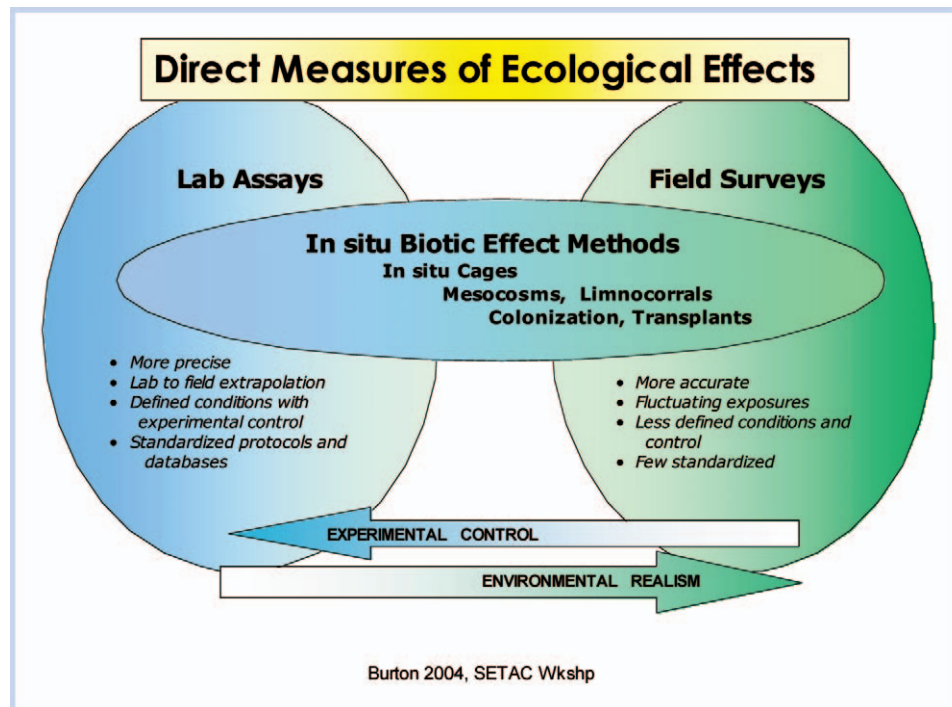 Direct Measures of Ecological Effects
Lab Assays
Field Surveys
In situ Biotic Effect Methods
In situ Cages
Mesocosms, Limnocorrals
Colonization, Transplants
• More precise
• Lab to field extrapolation
• Defined conditions with
experimental control
• Standardized protocols and
databases
• More accurate
• Fluctuating exposures
• Less defined conditions and
control
• Few standardized
EXPERIMENTAL CONTROL
ENVIRONMENTAL REALISM
Burton 2004, SETAC Wkshp